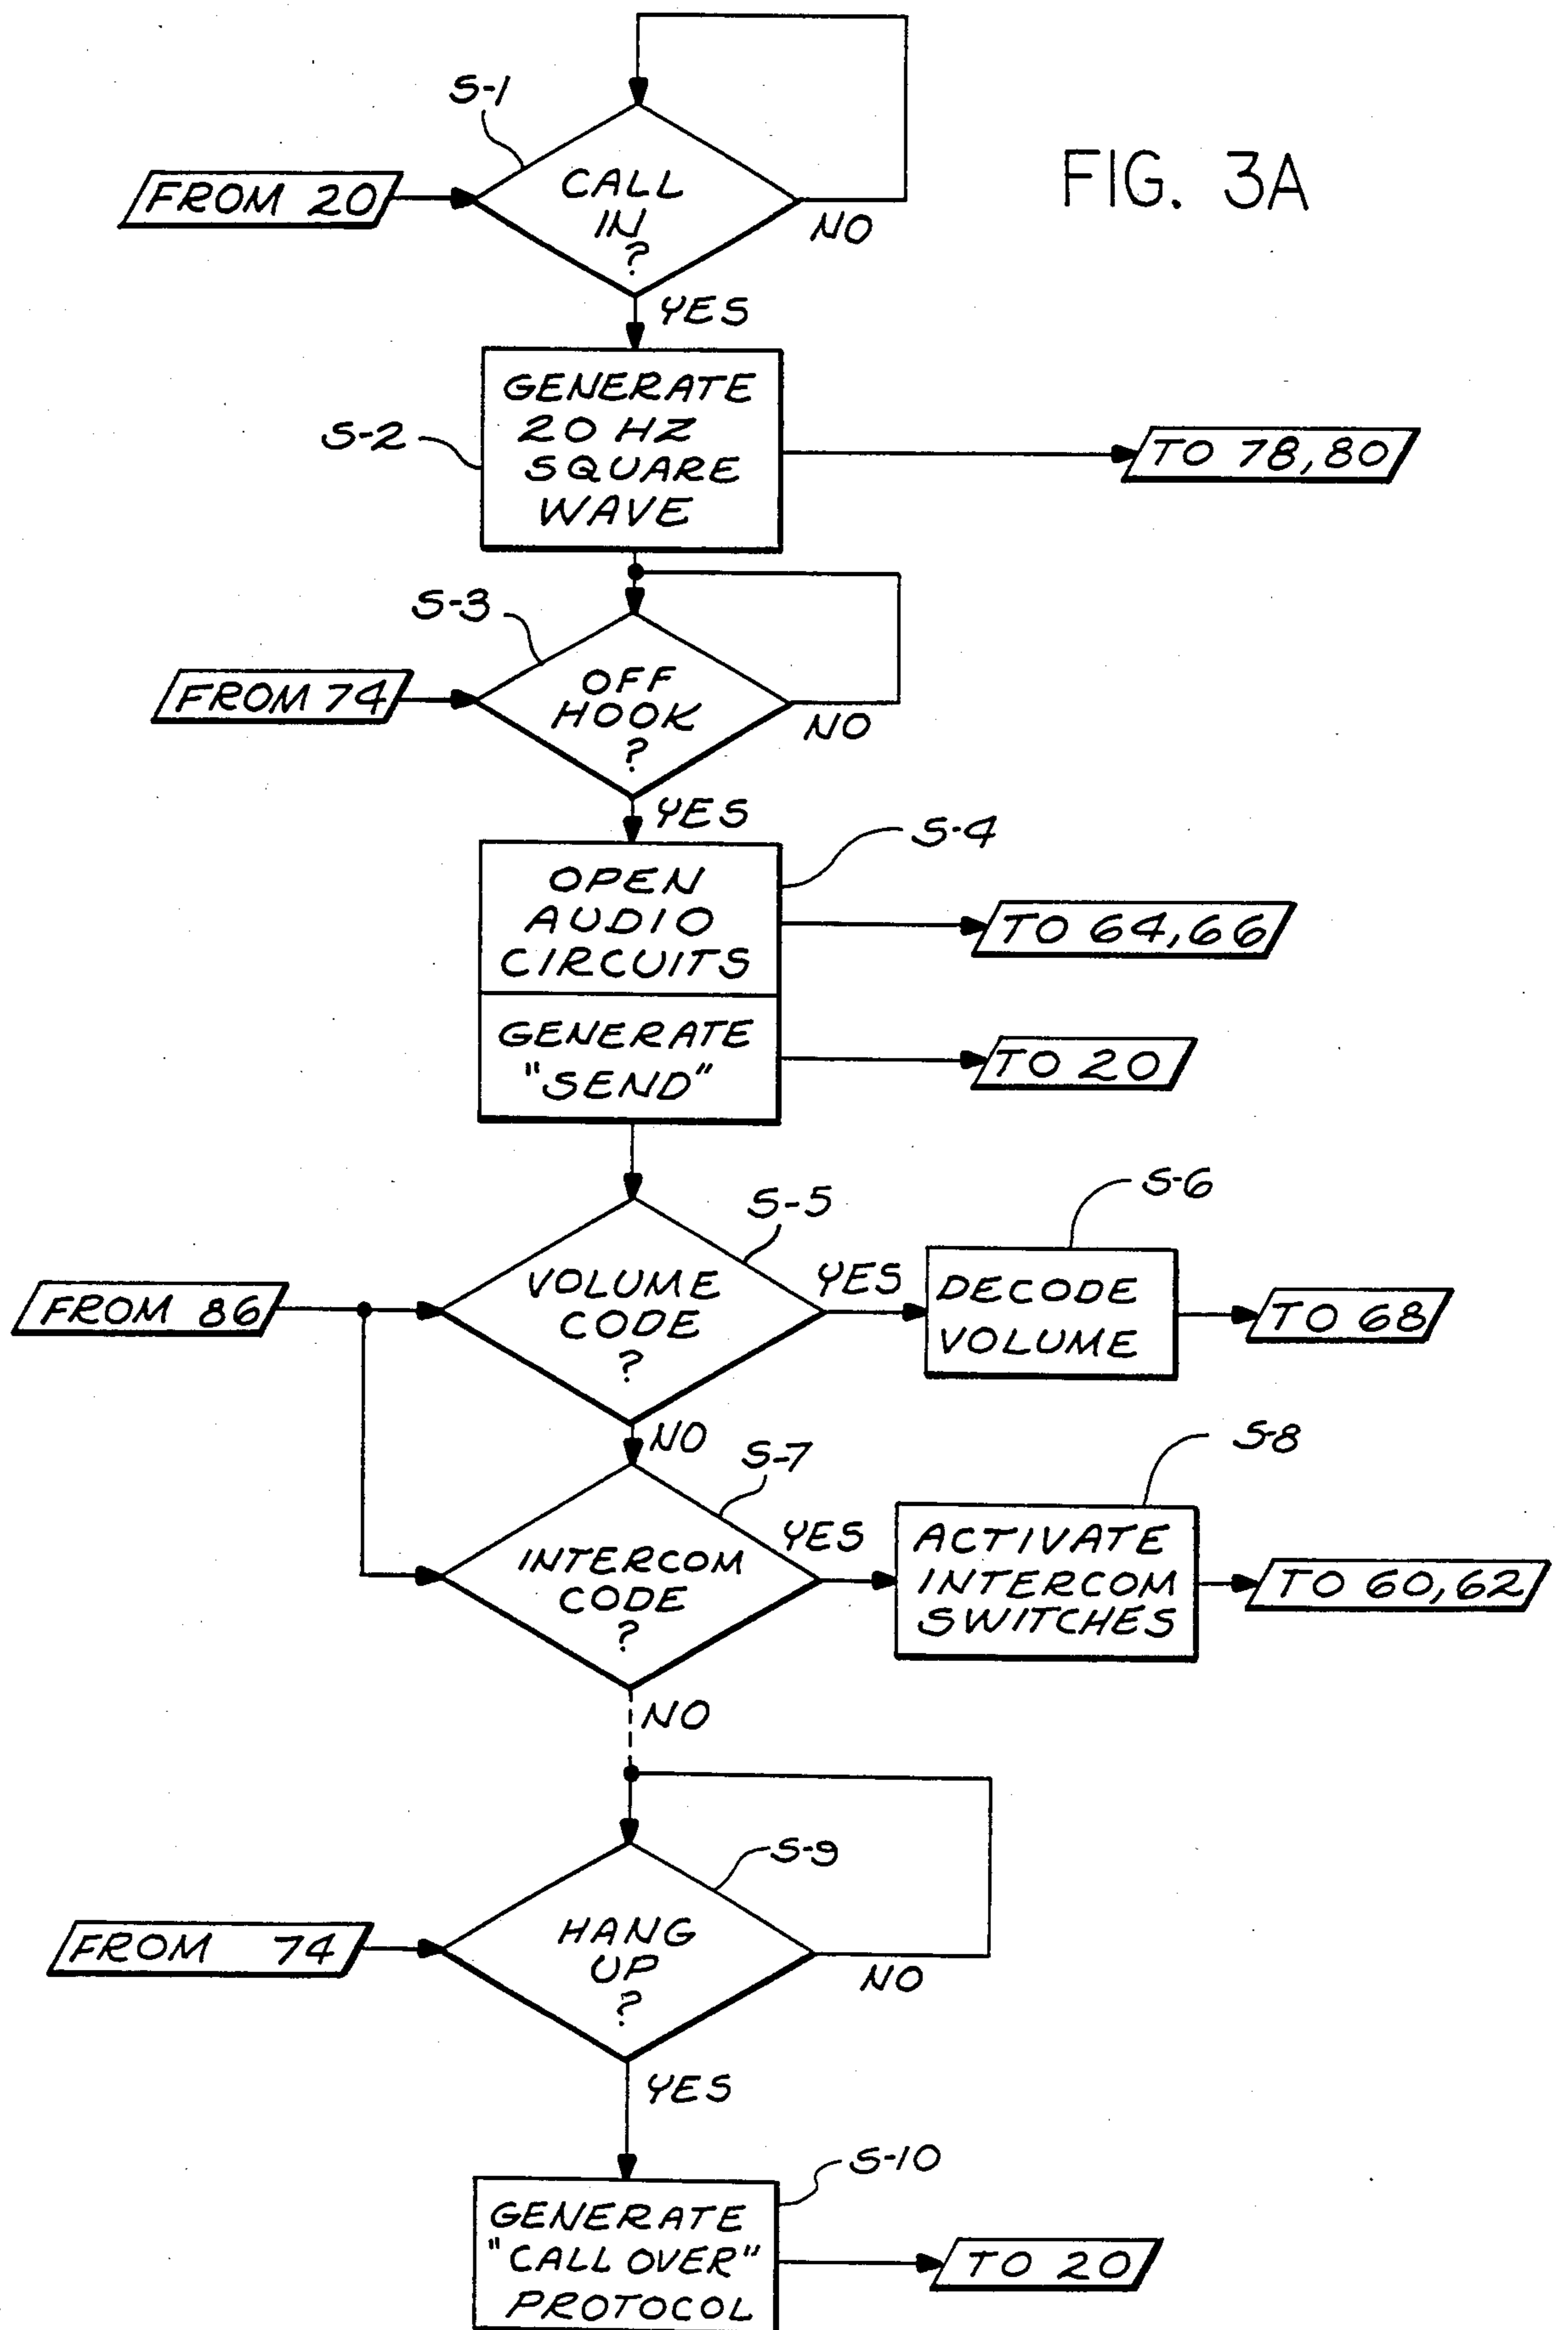 FIG. 3A
S-1
FROM 20
CALL
IN
?
NO
YES
S-2
GENERATE
20 HZ
SQUARE
WAVE
TO 78,80
S-3
FROM 74
OFF
HOOK
?
NO
YES
S-4
OPEN
AUDIO
CIRCUITS
TO 64,66
GENERATE
"SEND"
TO 20
S-5
FROM 86
VOLUME
CODE
?
YES
S-6
DECODE
VOLUME
TO 68
NO
S-7
INTERCOM
CODE
?
YES
S-8
ACTIVATE
INTERCOM
SWITCHES
TO 60,62
NO
S-9
FROM 74
HANG
UP
?
NO
YES
S-10
GENERATE
"CALL OVER"
PROTOCOL
TO 20